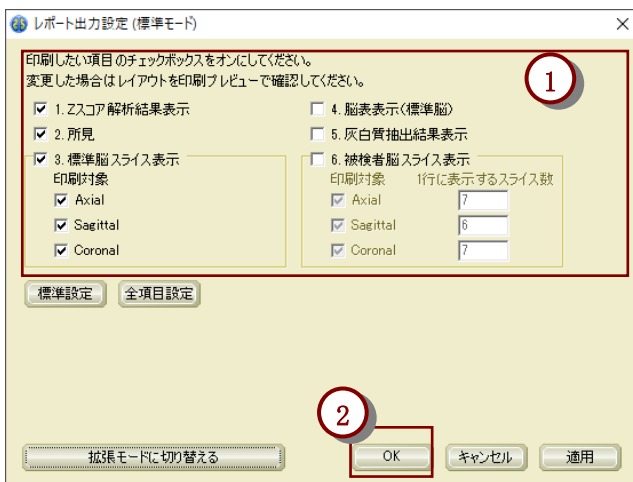 レポート出力設定 (標準モード)
印刷したい項目のチェックボックスをオンにしてください。
変更した場合はレイアウトを印刷プレビューで確認してください。
1
1. Zスコア解析結果表示
4. 脳表表示(標準脳)
2. 所見
5. 灰白質抽出結果表示
3. 標準脳スライス表示
6. 被検者脳スライス表示
印刷対象
印刷対象 1行に表示するスライス数
Axial
Axial 7
Sagittal
Sagittal 6
Coronal
Coronal 7
標準設定 全項目設定
2
拡張モードに切り替える OK キャンセル 適用